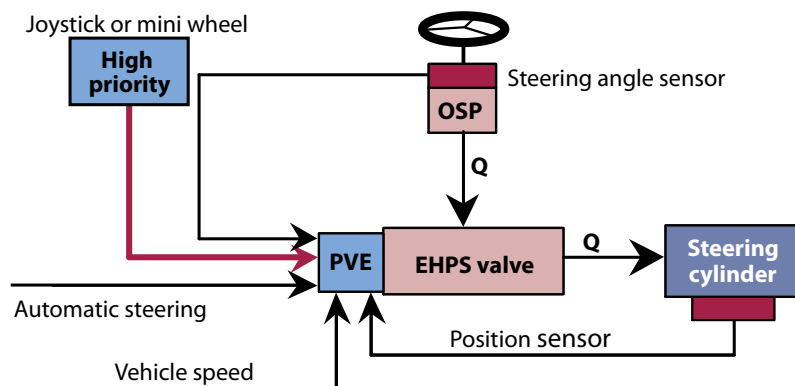 Joystick or mini wheel
High
priority
Steering angle sensor
OSP
Q
PVE
EHPS valve
Q
Steering
cylinder
Automatic steering
Position sensor
Vehicle speed